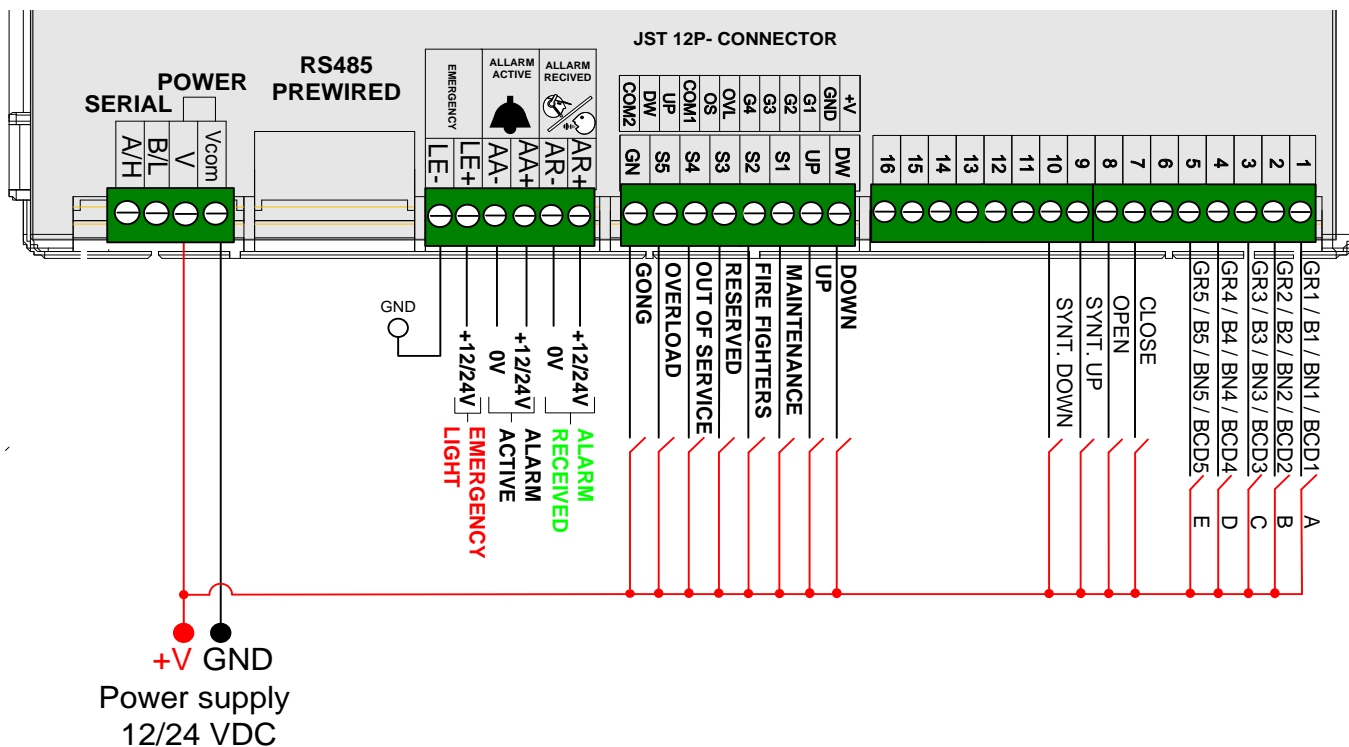 JST 12P- CONNECTOR
SERIAL
POWER
RS485
PREWIRED
A/H
B/L
V
Vcom
EMERGENCY
ALLARM
ACTIVE
ALLARM
RECIVED
LE-
LE+
AA-
AA+
AR-
AR+
COM2
DW
UP
COM1
OS
OVL
G4
G3
G2
G1
GND
+V
GN
S5
S4
S3
S2
S1
UP
DW
16
15
14
13
12
11
10
9
8
7
6
5
4
3
2
1
GND
+12/24V
0V
+12/24V
0V
+12/24V
EMERGENCY
LIGHT
ALARM
ACTIVE
ALARM
RECEIVED
GONG
OVERLOAD
OUT OF SERVICE
RESERVED
FIRE FIGHTERS
MAINTENANCE
UP
DOWN
SYNT. DOWN
SYNT. UP
OPEN
CLOSE
GR5 / B5 / BN5 / BCD5
GR4 / B4 / BN4 / BCD4
GR3 / B3 / BN3 / BCD3
GR2 / B2 / BN2 / BCD2
GR1 / B1 / BN1 / BCD1
E
D
C
B
A
+V
GND
Power supply
12/24 VDC